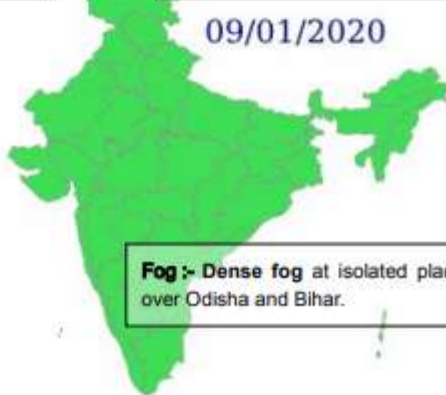 09/01/2020
Fog :- Dense fog at isolated
over Odisha and Bihar.